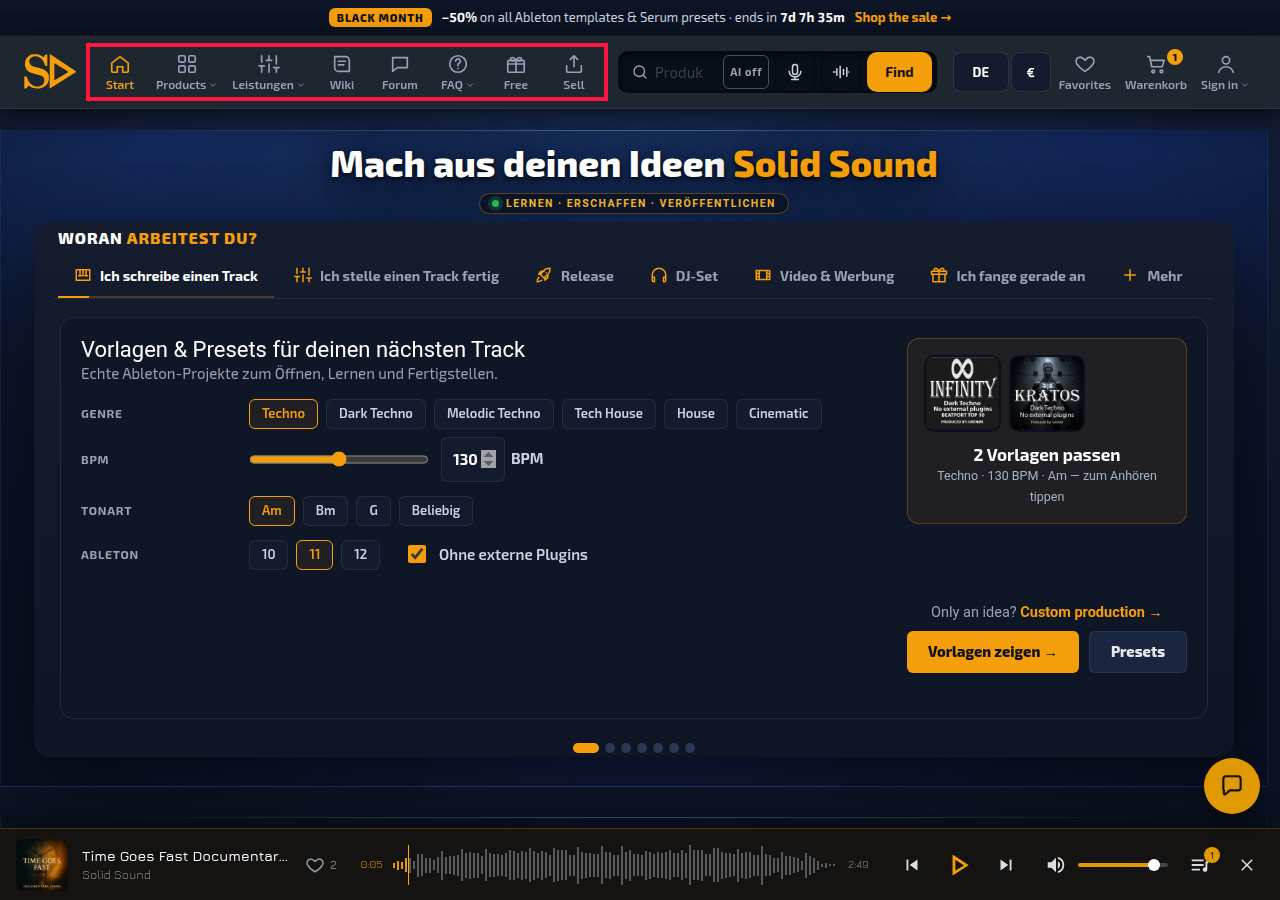 BLACK MONTH −50% on all Ableton templates & Serum presets · ends in 7d 7h 35m Shop the sale →
Start Products Leistungen Wiki Forum FAQ Free Sell
Produk AI off Find DE € Favorites 1 Warenkorb Sign in
Mach aus deinen Ideen Solid Sound
LERNEN · ERSCHAFFEN · VERÖFFENTLICHEN
WORAN ARBEITEST DU?
Ich schreibe einen Track Ich stelle einen Track fertig Release DJ-Set Video & Werbung Ich fange gerade an Mehr
Vorlagen & Presets für deinen nächsten Track
Echte Ableton-Projekte zum Öffnen, Lernen und Fertigstellen.
GENRE Techno Dark Techno Melodic Techno Tech House House Cinematic
BPM 130 BPM
TONART Am Bm G Beliebig
ABLETON 10 11 12 Ohne externe Plugins
INFINITY
Dark Techno
No external plugins
BEATPORT TOP 10
KRATOS
Dark Techno
No external plugins
2 Vorlagen passen
Techno · 130 BPM · Am — zum Anhören
tippen
Only an idea? Custom production →
Vorlagen zeigen → Presets
TIME GOES
FAST
Time Goes Fast Documentar...
Solid Sound
2 0:05 2:49 1